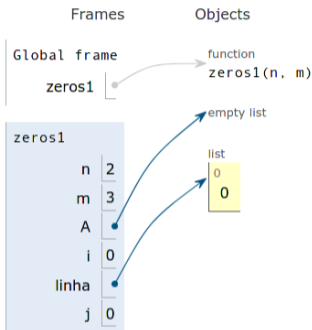 Frames Objects
Global frame
zeros1
function
zeros1(n, m)
empty list
zeros1
n 2
m 3
A
i 0
linha
j 0
list
0
0